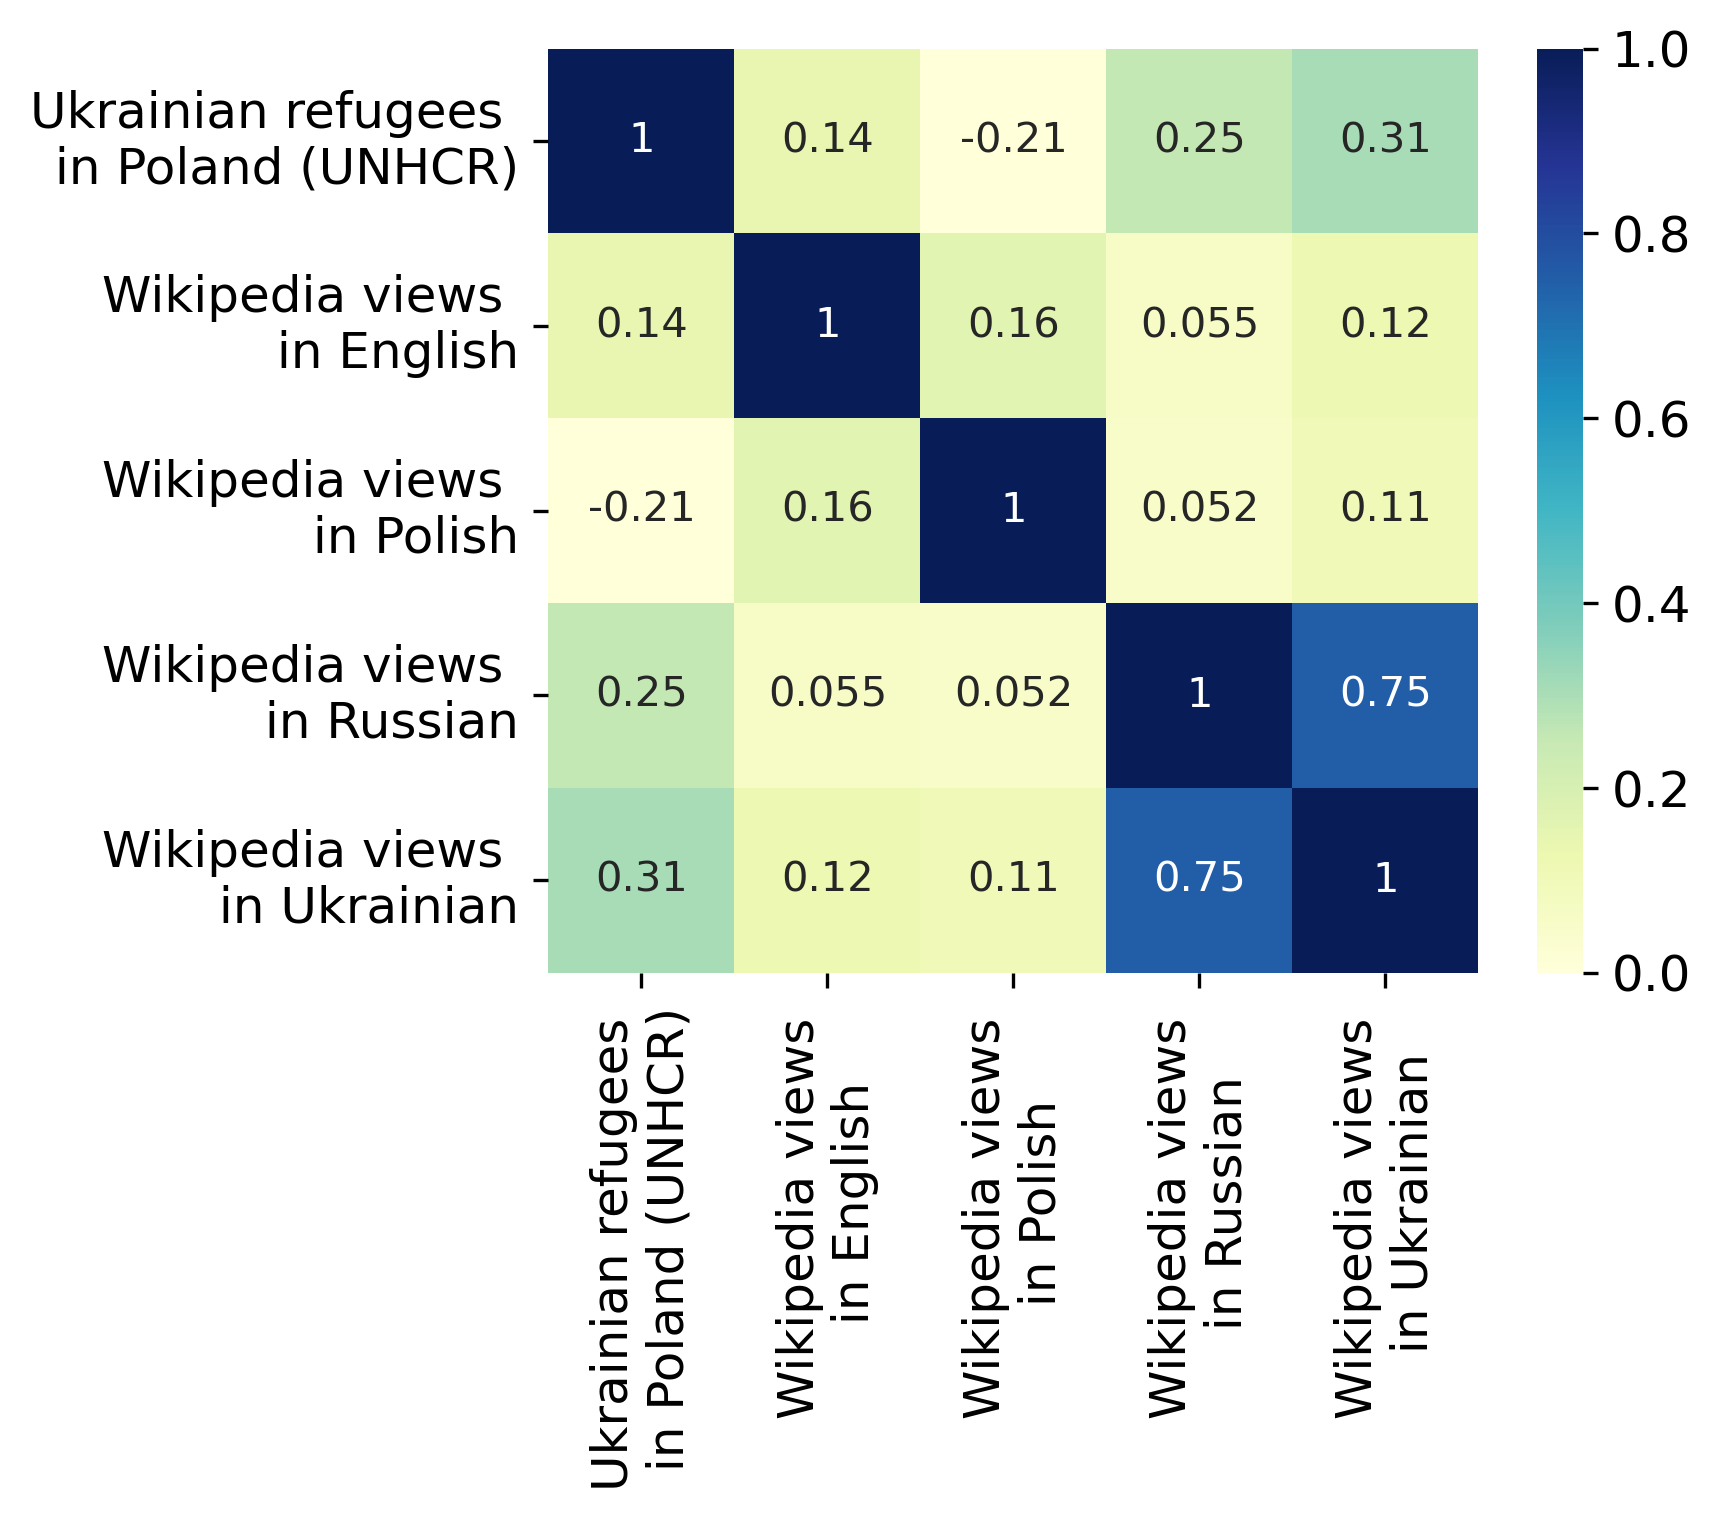 Ukrainian refugees
in Poland (UNHCR)
1
0.14
-0.21
0.25
0.31
Wikipedia views
in English
0.14
1
0.16
0.055
0.12
Wikipedia views
in Polish
-0.21
0.16
1
0.052
0.11
Wikipedia views
in Russian
0.25
0.055
0.052
1
0.75
Wikipedia views
in Ukrainian
0.31
0.12
0.11
0.75
1
Ukrainian refugees
in Poland (UNHCR)
Wikipedia views
in English
Wikipedia views
in Polish
Wikipedia views
in Russian
Wikipedia views
in Ukrainian
1.0
0.8
0.6
0.4
0.2
0.0